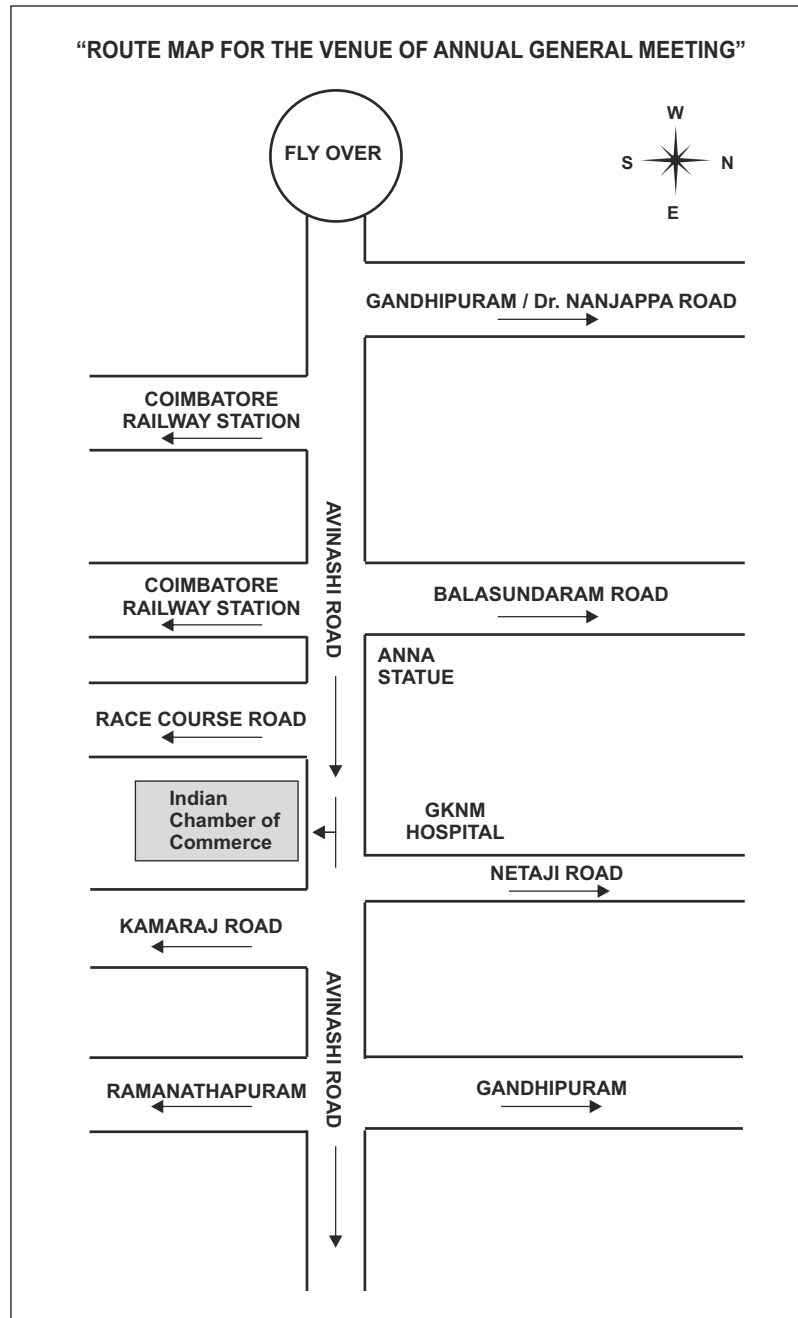 “ROUTE MAP FOR THE VENUE OF ANNUAL GENERAL MEETING”
FLY OVER
W
S
N
E
GANDHIPURAM / Dr. NANJAPPA ROAD
COIMBATORE
RAILWAY STATION
AVINASHI ROAD
COIMBATORE
RAILWAY STATION
BALASUNDARAM ROAD
ANNA
STATUE
RACE COURSE ROAD
Indian
Chamber of
Commerce
GKNM
HOSPITAL
NETAJI ROAD
KAMARAJ ROAD
AVINASHI ROAD
RAMANATHAPURAM
GANDHIPURAM